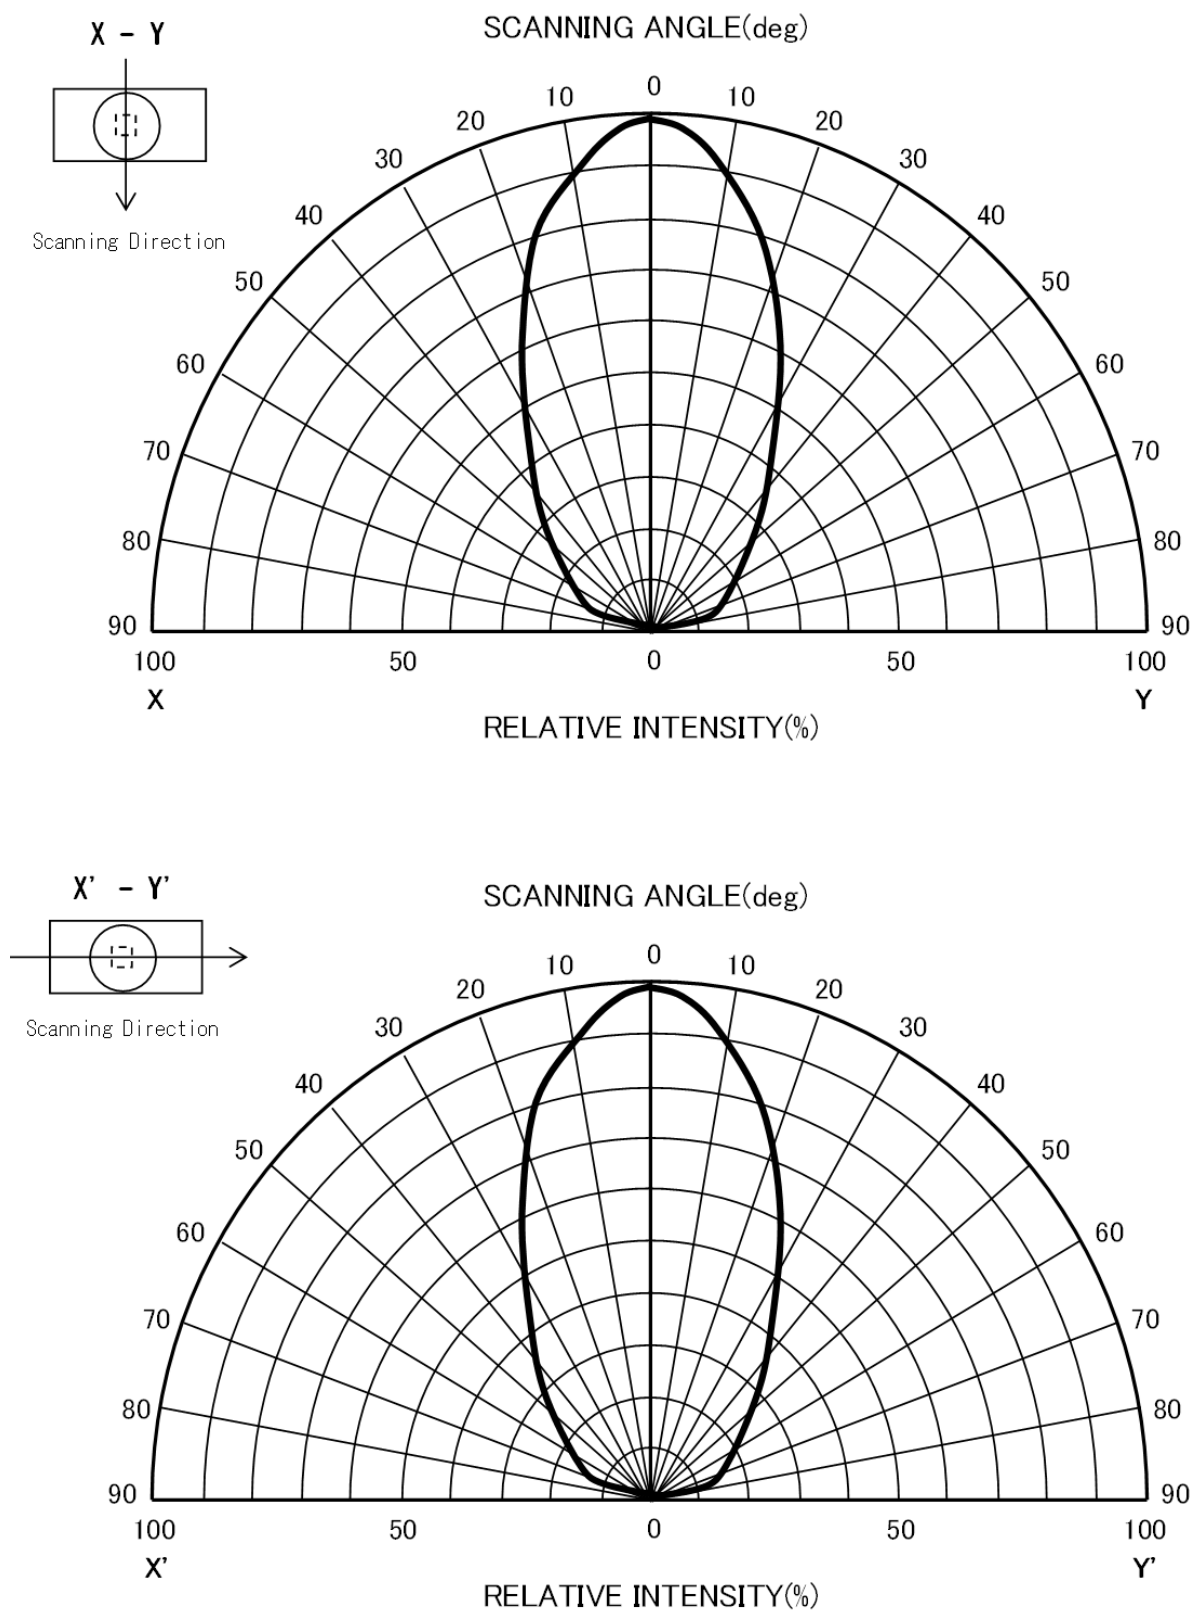 X - Y
Scanning Direction
SCANNING ANGLE(deg)
0
10 10
20 20
30 30
40 40
50 50
60 60
70 70
80 80
90 90
100 50 0 50 100
X Y
RELATIVE INTENSITY(%)
X' - Y'
Scanning Direction
SCANNING ANGLE(deg)
0
10 10
20 20
30 30
40 40
50 50
60 60
70 70
80 80
90 90
100 50 0 50 100
X' Y'
RELATIVE INTENSITY(%)